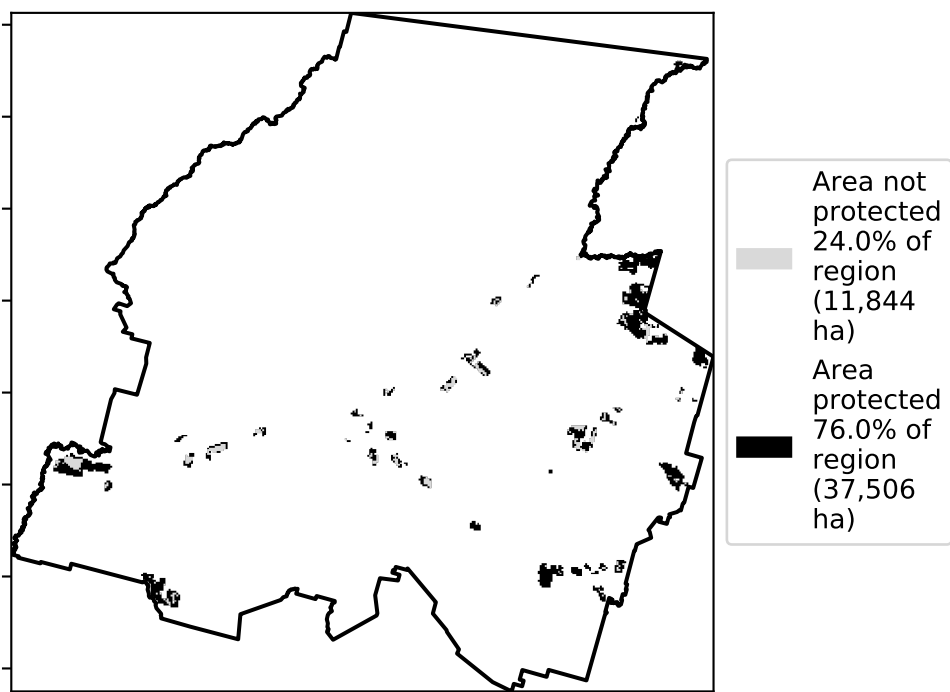 Area not
protected
24.0% of
region
(11,844
ha)
Area
protected
76.0% of
region
(37,506
ha)